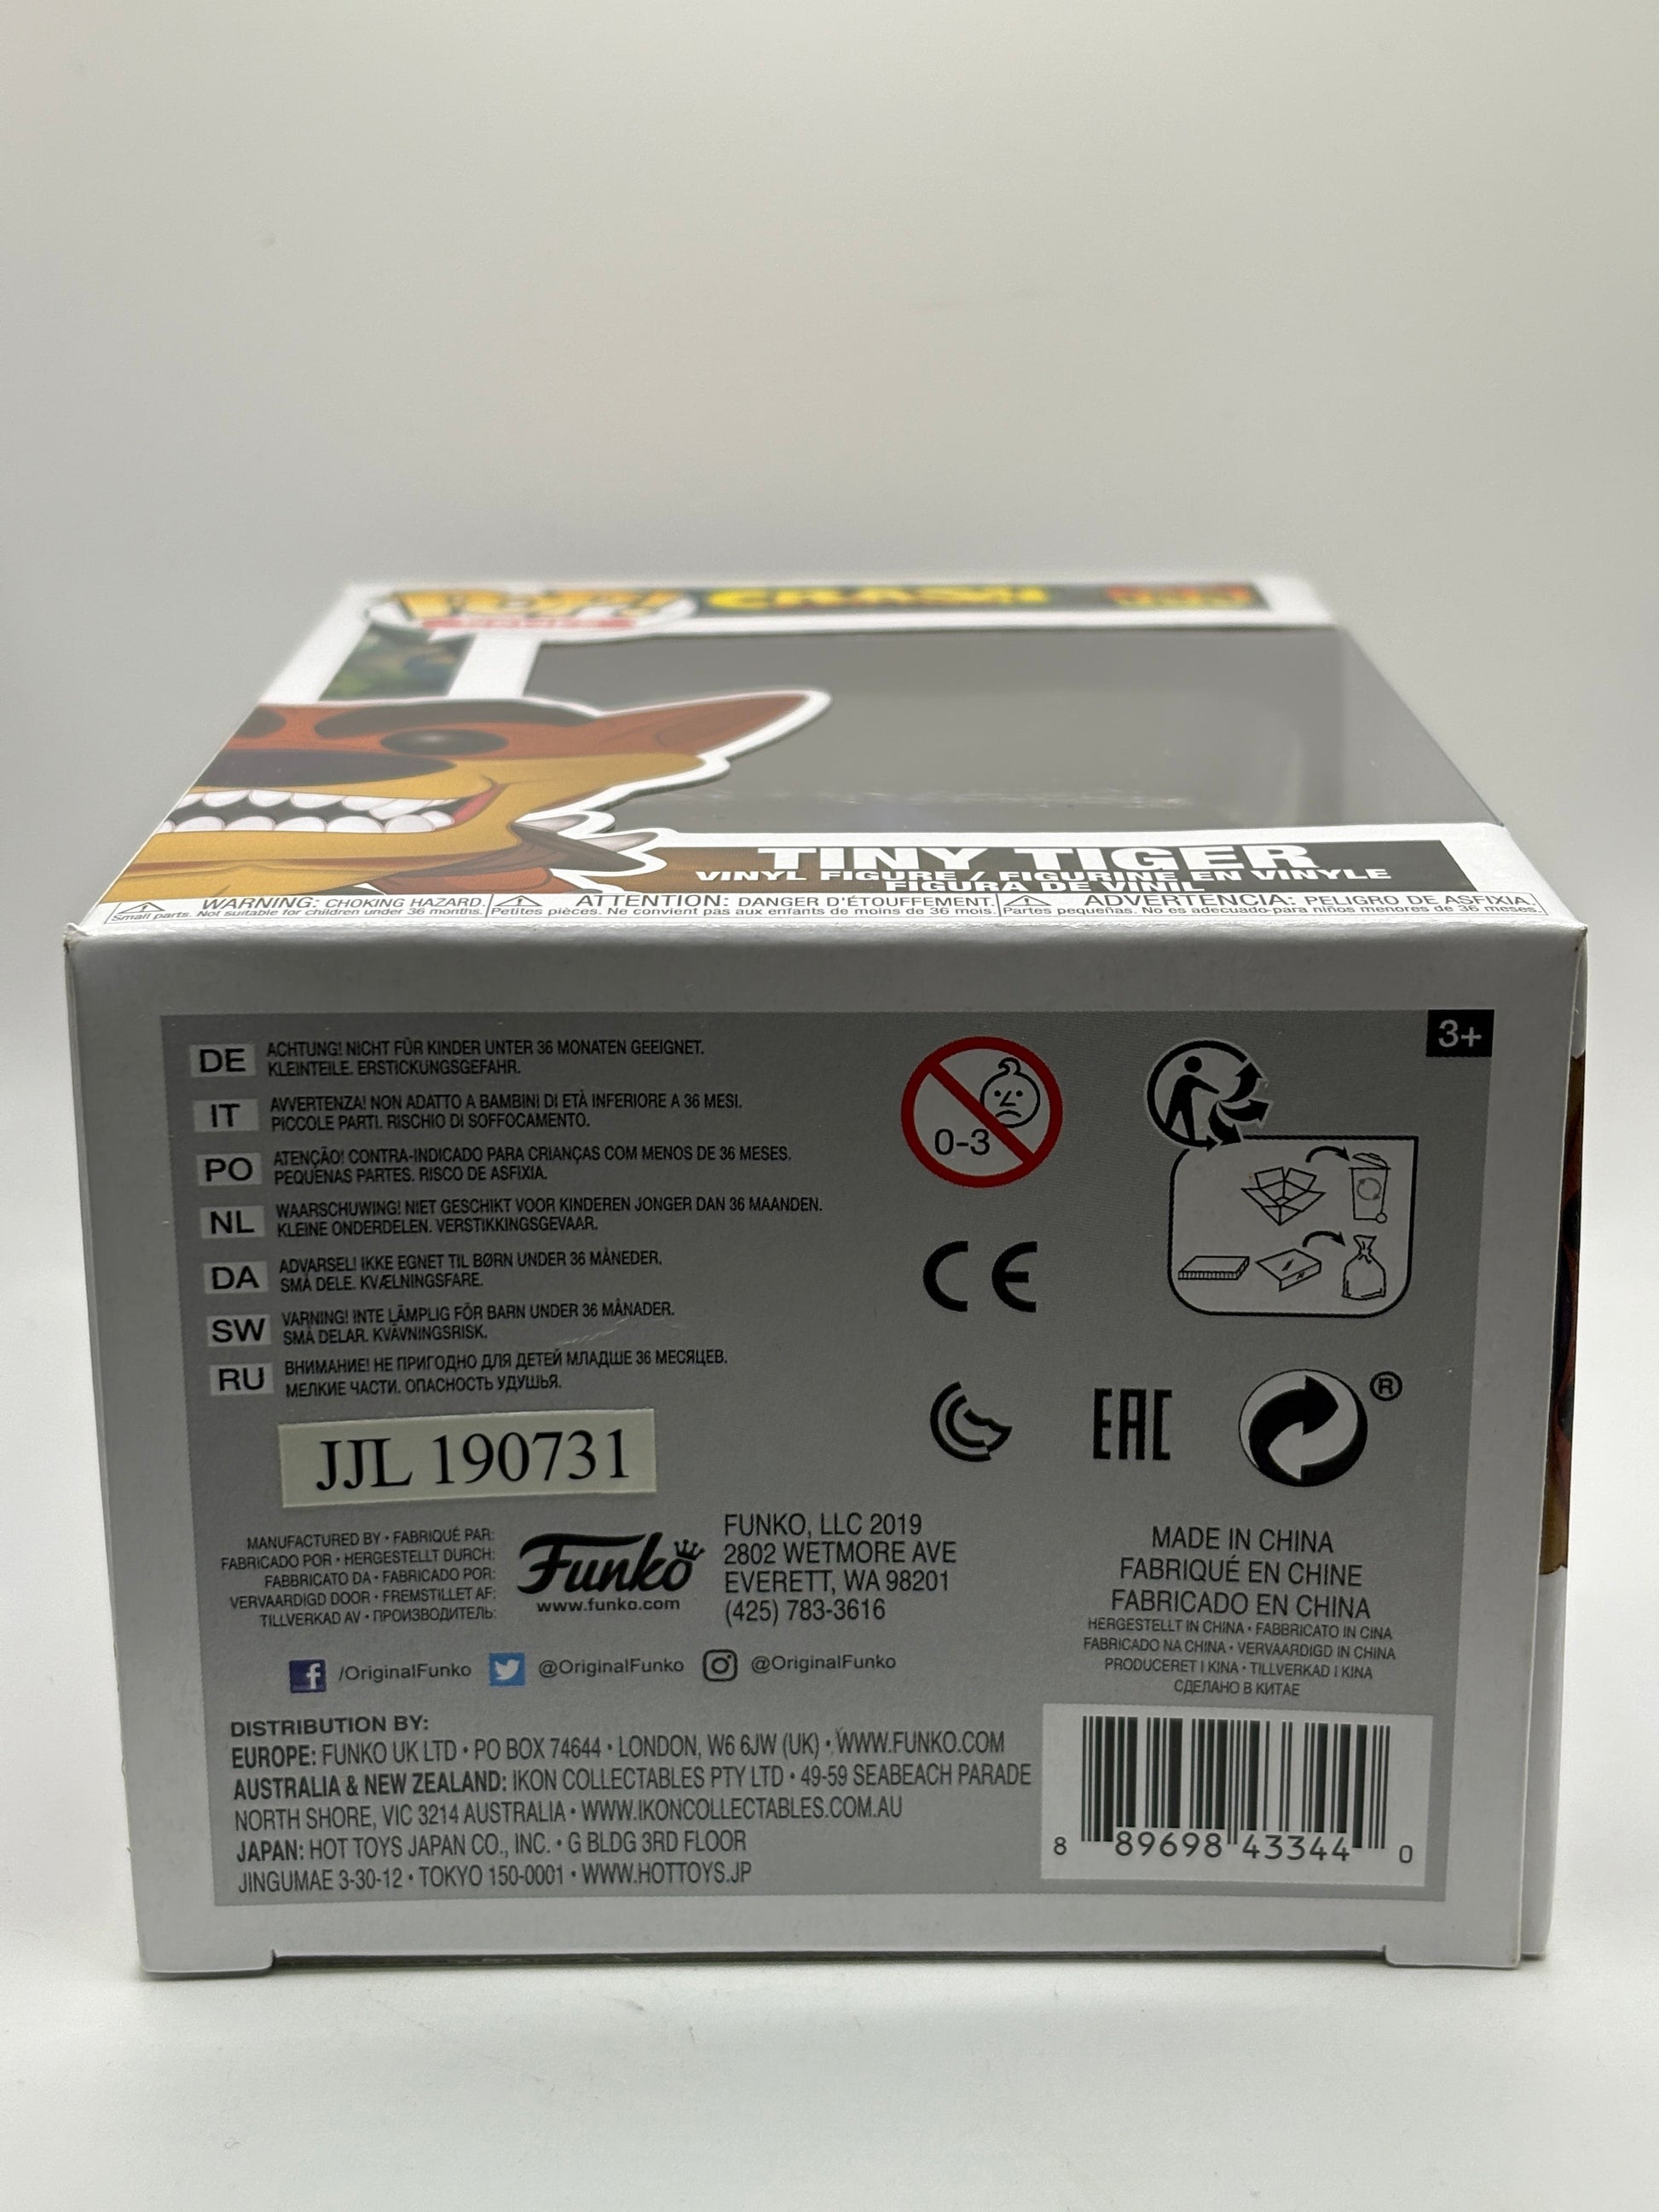 POP!
CRASH
TINY TIGER
VINYL FIGURE / FIGURINE EN VINYLE
FIGURA DE VINIL
WARNING: CHOKING HAZARD.
Small parts. Not suitable for children under 36 months.
ATTENTION: DANGER D'ÉTOUFFEMENT.
Petites pièces. Ne convient pas aux enfants de moins de 36 mois.
ADVERTENCIA: PELIGRO DE ASFIXIA.
Partes pequeñas. No es adecuado para niños menores de 36 meses.
3+
DE ACHTUNG! NICHT FÜR KINDER UNTER 36 MONATEN GEEIGNET.
KLEINTEILE. ERSTICKUNGSGEFAHR.
IT AVVERTENZA! NON ADATTO A BAMBINI DI ETÀ INFERIORE A 36 MESI.
PICCOLE PARTI. RISCHIO DI SOFFOCAMENTO.
PO ATENÇÃO! CONTRA-INDICADO PARA CRIANÇAS COM MENOS DE 36 MESES.
PEQUENAS PARTES. RISCO DE ASFIXIA.
NL WAARSCHUWING! NIET GESCHIKT VOOR KINDEREN JONGER DAN 36 MAANDEN.
KLEINE ONDERDELEN. VERSTIKKINGSGEVAAR.
DA ADVARSEL! IKKE EGNET TIL BØRN UNDER 36 MÅNEDER.
SMÅ DELE. KVÆLNINGSFARE.
SW VARNING! INTE LÄMPLIG FÖR BARN UNDER 36 MÅNADER.
SMÅ DELAR. KVÄVNINGSRISK.
RU ВНИМАНИЕ! НЕ ПРИГОДНО ДЛЯ ДЕТЕЙ МЛАДШЕ 36 МЕСЯЦЕВ.
МЕЛКИЕ ЧАСТИ. ОПАСНОСТЬ УДУШЬЯ.
0-3
CE
EAC
®
JJL 190731
MANUFACTURED BY • FABRIQUÉ PAR:
FABRICADO POR • HERGESTELLT DURCH:
FABBRICATO DA • FABRICADO POR:
VERVAARDIGD DOOR • FREMSTILLET AF:
TILLVERKAD AV • ПРОИЗВОДИТЕЛЬ:
Funko
www.funko.com
FUNKO, LLC 2019
2802 WETMORE AVE
EVERETT, WA 98201
(425) 783-3616
MADE IN CHINA
FABRIQUÉ EN CHINE
FABRICADO EN CHINA
HERGESTELLT IN CHINA • FABBRICATO IN CINA
FABRICADO NA CHINA • VERVAARDIGD IN CHINA
PRODUCERET I KINA • TILLVERKAD I KINA
СДЕЛАНО В КИТАЕ
/OriginalFunko @OriginalFunko @OriginalFunko
DISTRIBUTION BY:
EUROPE: FUNKO UK LTD • PO BOX 74644 • LONDON, W6 6JW (UK) • WWW.FUNKO.COM
AUSTRALIA & NEW ZEALAND: IKON COLLECTABLES PTY LTD • 49-59 SEABEACH PARADE
NORTH SHORE, VIC 3214 AUSTRALIA • WWW.IKONCOLLECTABLES.COM.AU
JAPAN: HOT TOYS JAPAN CO., INC. • G BLDG 3RD FLOOR
JINGUMAE 3-30-12 • TOKYO 150-0001 • WWW.HOTTOYS.JP
8 89698 43344 0